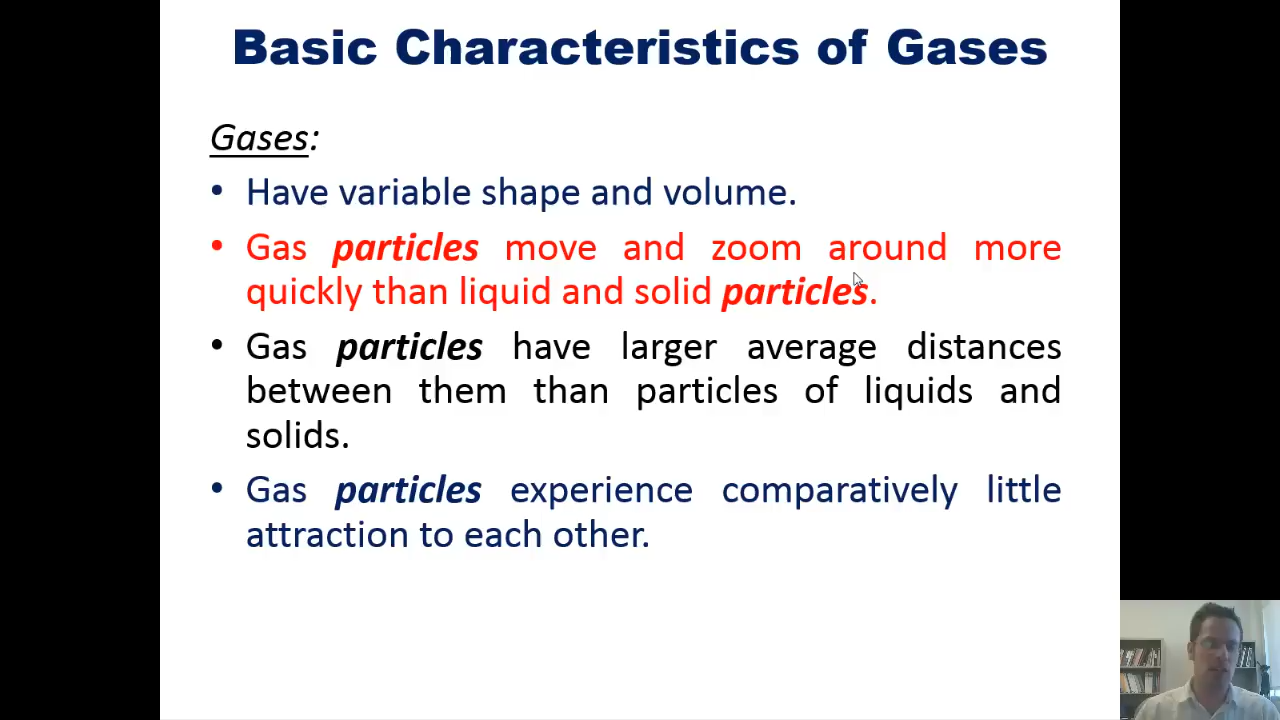 Basic Characteristics of Gases
Gases:
• Have variable shape and volume.
• Gas particles move and zoom around more
quickly than liquid and solid particles.
• Gas particles have larger average distances
between them than particles of liquids and
solids.
• Gas particles experience comparatively little
attraction to each other.